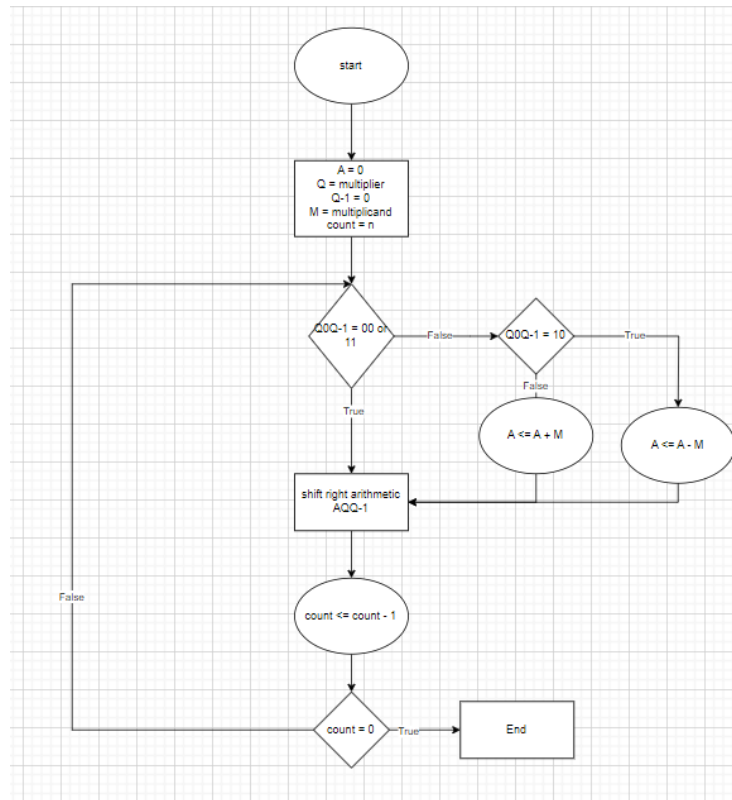 start
A = 0
Q = multiplier
Q-1 = 0
M = multiplicand
count = n
Q0Q-1 = 00 or
11
False
Q0Q-1 = 10
True
False
True
A <= A + M
A <= A - M
shift right arithmetic
AQQ-1
False
count <= count - 1
count = 0
True
End